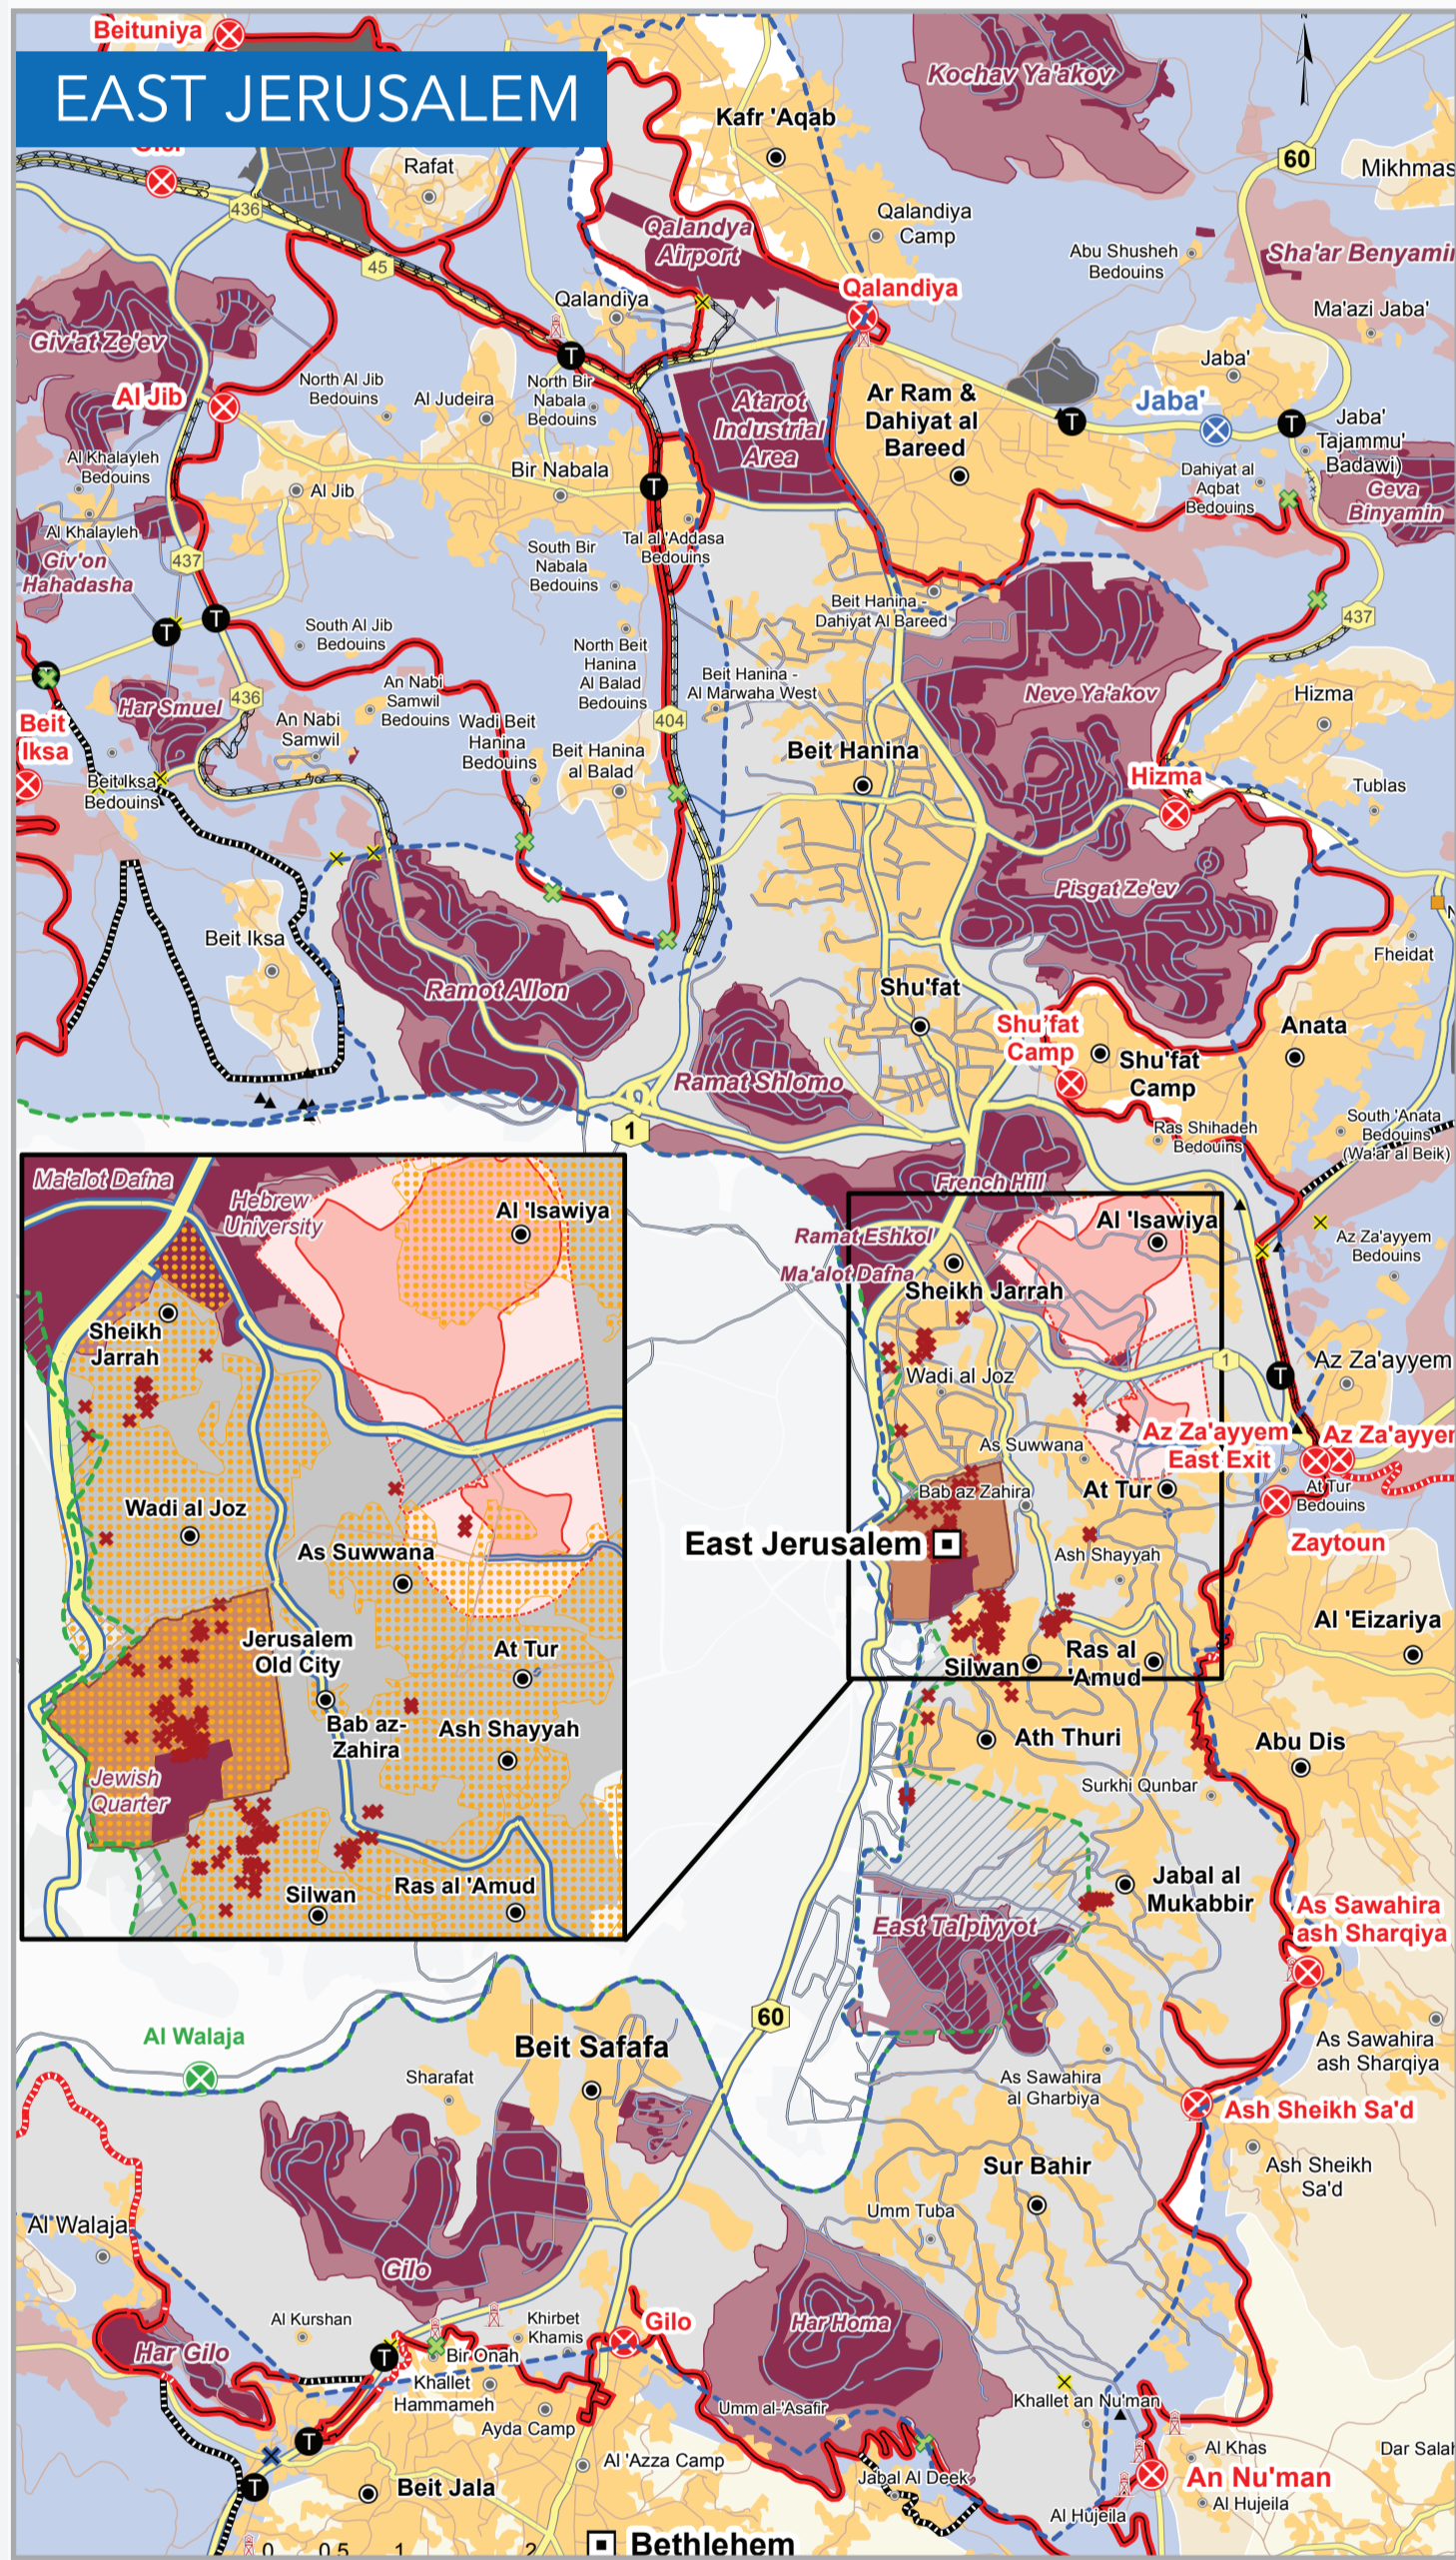 Beituniya
EAST JERUSALEM
Kochav Ya'akov
Kafr 'Aqab
60
Mikhmas
Rafat
436
Qalandiya
Camp
Qalandya
Airport
Abu Shusheh
Bedouins
Sha'ar Benyamin
45
Qalandiya
Qalandiya
Ma'azi Jaba'
Giv'at Ze'ev
T
Jaba'
Al Jib
North Al Jib
Bedouins
Al Judeira
North Bir
Nabala
Bedouins
Atarot
Industrial
Area
Ar Ram &
Dahiyat al
Bareed
T
Jaba'
T
Jaba'
Tajammu'
Badawi)
Al Khalayleh
Bedouins
Al Jib
Bir Nabala
T
Dahiyat al
Aqbat
Bedouins
Geva
Binyamin
Al Khalayleh
Giv'on
Hahadasha
437
South Bir
Nabala
Bedouins
Tal al 'Addasa
Bedouins
T
T
South Al Jib
Bedouins
Beit Hanina -
Dahiyat Al Bareed
437
T
North Beit
Hanina
Al Balad
Bedouins
Beit Hanina -
Al Marwaha West
Neve Ya'akov
Hizma
Har Smuel
436
An Nabi
Samwil
An Nabi
Samwil
Bedouins
Wadi Beit
Hanina
Bedouins
404
Beit
Iksa
Beit Iksa
Bedouins
Beit Hanina
al Balad
Beit Hanina
Hizma
Tublas
Pisgat Ze'ev
Beit Iksa
Ramot Allon
Shu'fat
Fheidat
Shu'fat
Camp
Shu'fat
Camp
Anata
Ramat Shlomo
1
Ras Shihadeh
Bedouins
South 'Anata
Bedouins
(Wa'ar al Beik)
French Hill
Ramat Eshkol
Ma'alot Dafna
Al 'Isawiya
Az Za'ayyem
Bedouins
Sheikh Jarrah
Wadi al Joz
1
T
Az Za'ayyem
As Suwwana
Az Za'ayyem
East Exit
Az Za'ayyer
Bab az Zahira
At Tur
At Tur
Bedouins
East Jerusalem
Ash Shayyah
Zaytoun
Al 'Eizariya
Silwan
Ras al
'Amud
Ma'alot Dafna
Hebrew
University
Al 'Isawiya
Sheikh
Jarrah
Wadi al Joz
As Suwwana
Jerusalem
Old City
At Tur
Bab az-
Zahira
Ash Shayyah
Jewish
Quarter
Silwan
Ras al 'Amud
Ath Thuri
Abu Dis
Surkhi Qunbar
Jabal al
Mukabbir
East Talpiyyot
As Sawahira
ash Sharqiya
60
Al Walaja
Beit Safafa
As Sawahira
ash Sharqiya
Sharafat
As Sawahira
al Gharbiya
Ash Sheikh Sa'd
Sur Bahir
Ash Sheikh
Sa'd
Al Walaja
Umm Tuba
Gilo
Al Kurshan
Khirbet
Khamis
Gilo
Har Homa
Har Gilo
T
Bir Onah
Khallet
Hammameh
Ayda Camp
Umm al-'Asafir
Khallet an Nu'man
T
Al 'Azza Camp
Al Khas
Dar Salah
T
Beit Jala
Jabal Al Deek
An Nu'man
Al Hujeila
Al Hujeila
0 0.5 1 2
Bethlehem